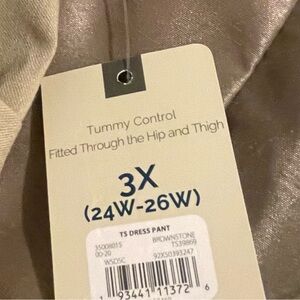 Tummy Control
Fitted Through the Hip and Thigh
3X
(24W-26W)
TS DRESS PANT
55008015 BROWNSTONE
00-20 TS39869
WSDSC 92X50393247
1 93441 11372 6